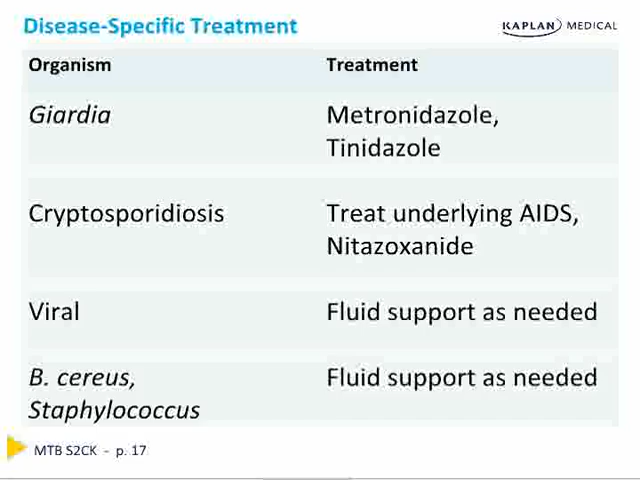 Disease-Specific Treatment
KAPLAN MEDICAL
Organism Treatment
Giardia Metronidazole,
Tinidazole
Cryptosporidiosis Treat underlying AIDS,
Nitazoxanide
Viral Fluid support as needed
B. cereus, Fluid support as needed
Staphylococcus
MTB S2CK - p. 17